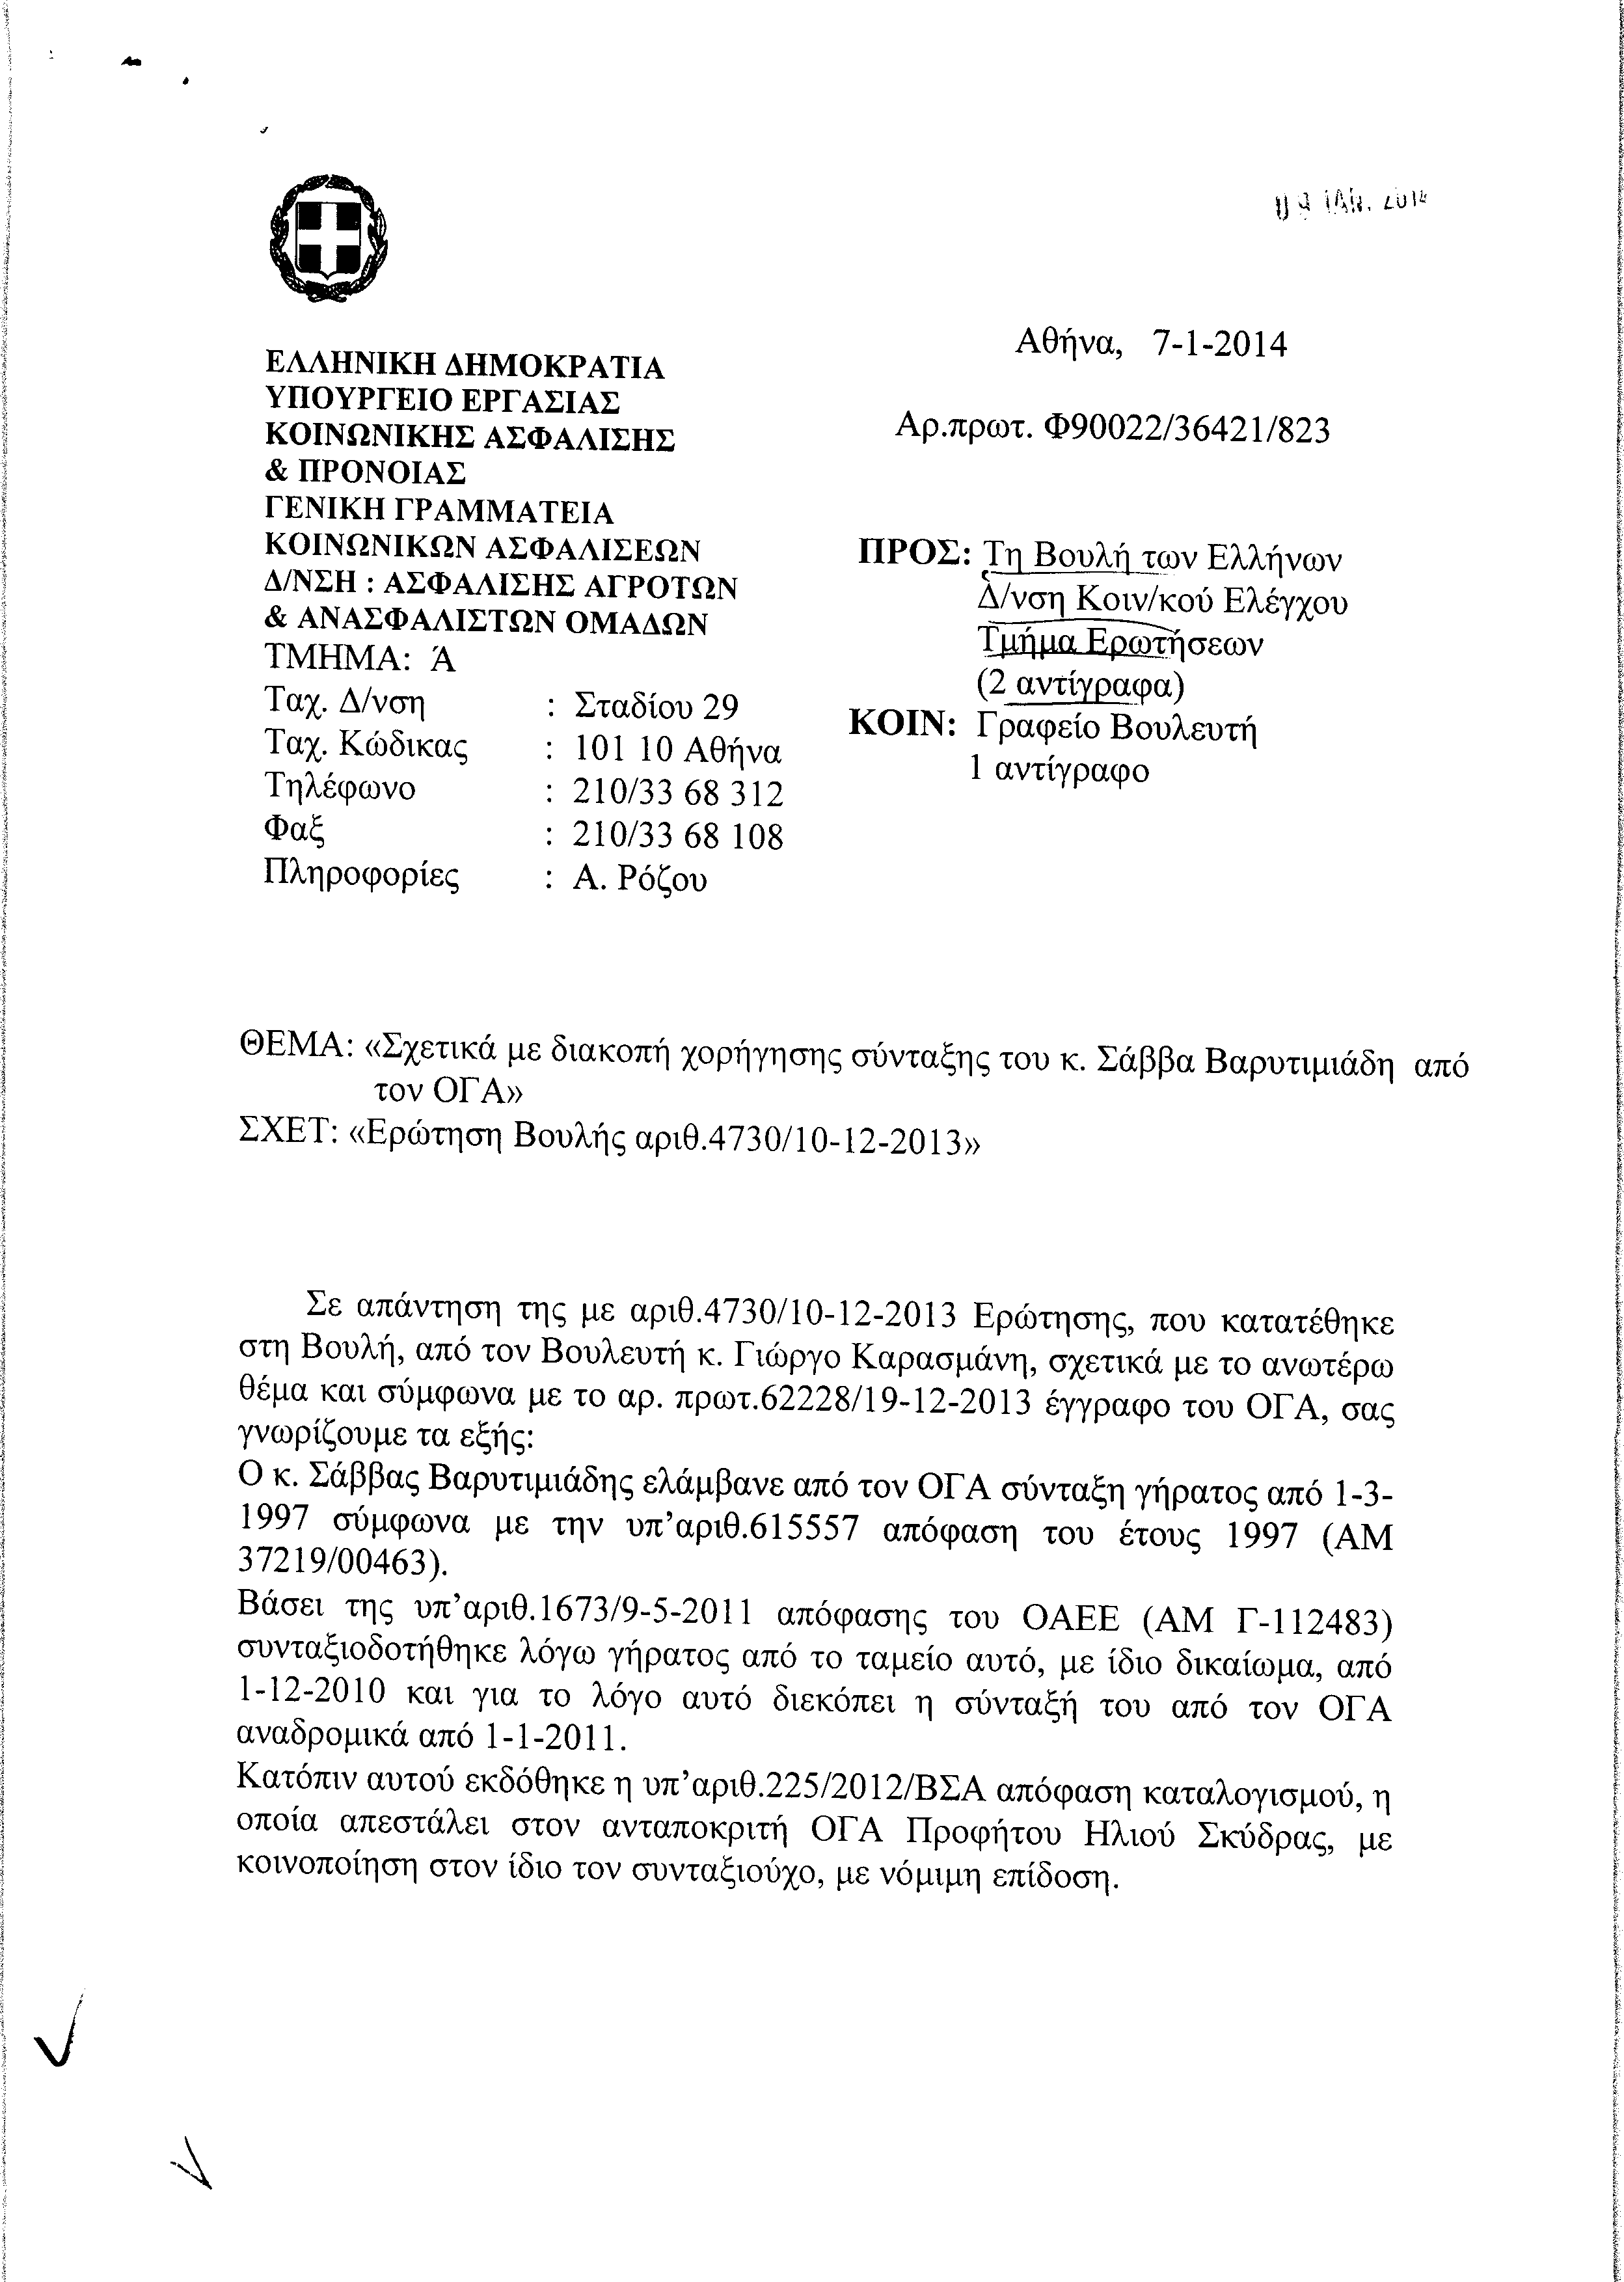 09 ΙΑΝ. 2014
Αθήνα, 7-1-2014
ΕΛΛΗΝΙΚΗ ΔΗΜΟΚΡΑΤΙΑ
ΥΠΟΥΡΓΕΙΟ ΕΡΓΑΣΙΑΣ
ΚΟΙΝΩΝΙΚΗΣ ΑΣΦΑΛΙΣΗΣ
& ΠΡΟΝΟΙΑΣ
ΓΕΝΙΚΗ ΓΡΑΜΜΑΤΕΙΑ
ΚΟΙΝΩΝΙΚΩΝ ΑΣΦΑΛΙΣΕΩΝ
Δ/ΝΣΗ : ΑΣΦΑΛΙΣΗΣ ΑΓΡΟΤΩΝ
& ΑΝΑΣΦΑΛΙΣΤΩΝ ΟΜΑΔΩΝ
ΤΜΗΜΑ: Ά
Ταχ. Δ/νση : Σταδίου 29
Ταχ. Κώδικας : 101 10 Αθήνα
Τηλέφωνο : 210/33 68 312
Φαξ : 210/33 68 108
Πληροφορίες : Α. Ρόζου
Αρ.πρωτ. Φ90022/36421/823
ΠΡΟΣ: Τη Βουλή των Ελλήνων
Δ/νση Κοιν/κού Ελέγχου
Τμήμα Ερωτήσεων
(2 αντίγραφα)
ΚΟΙΝ: Γραφείο Βουλευτή
1 αντίγραφο
ΘΕΜΑ: «Σχετικά με διακοπή χορήγησης σύνταξης του κ. Σάββα Βαρυτιμιάδη από
τον ΟΓΑ»
ΣΧΕΤ: «Ερώτηση Βουλής αριθ.4730/10-12-2013»
Σε απάντηση της με αριθ.4730/10-12-2013 Ερώτησης, που κατατέθηκε
στη Βουλή, από τον Βουλευτή κ. Γιώργο Καρασμάνη, σχετικά με το ανωτέρω
θέμα και σύμφωνα με το αρ. πρωτ.62228/19-12-2013 έγγραφο του ΟΓΑ, σας
γνωρίζουμε τα εξής:
Ο κ. Σάββας Βαρυτιμιάδης ελάμβανε από τον ΟΓΑ σύνταξη γήρατος από 1-3-
1997 σύμφωνα με την υπ’αριθ.615557 απόφαση του έτους 1997 (ΑΜ
37219/00463).
Βάσει της υπ’αριθ.1673/9-5-2011 απόφασης του ΟΑΕΕ (ΑΜ Γ-112483)
συνταξιοδοτήθηκε λόγω γήρατος από το ταμείο αυτό, με ίδιο δικαίωμα, από
1-12-2010 και για το λόγο αυτό διεκόπει η σύνταξή του από τον ΟΓΑ
αναδρομικά από 1-1-2011.
Κατόπιν αυτού εκδόθηκε η υπ’αριθ.225/2012/ΒΣΑ απόφαση καταλογισμού, η
οποία απεστάλει στον ανταποκριτή ΟΓΑ Προφήτου Ηλιού Σκύδρας, με
κοινοποίηση στον ίδιο τον συνταξιούχο, με νόμιμη επίδοση.